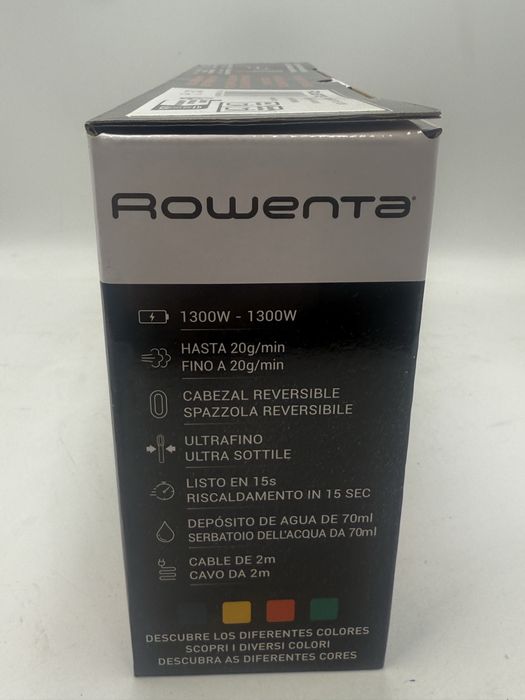 Rowenta
1300W - 1300W
HASTA 20g/min
FINO A 20g/min
CABEZAL REVERSIBLE
SPAZZOLA REVERSIBILE
ULTRAFINO
ULTRA SOTTILE
LISTO EN 15s
RISCALDAMENTO IN 15 SEC
DEPÓSITO DE AGUA DE 70ml
SERBATOIO DELL'ACQUA DA 70ml
CABLE DE 2m
CAVO DA 2m
DESCUBRE LOS DIFERENTES COLORES
SCOPRI I DIVERSI COLORI
DESCUBRA AS DIFERENTES CORES